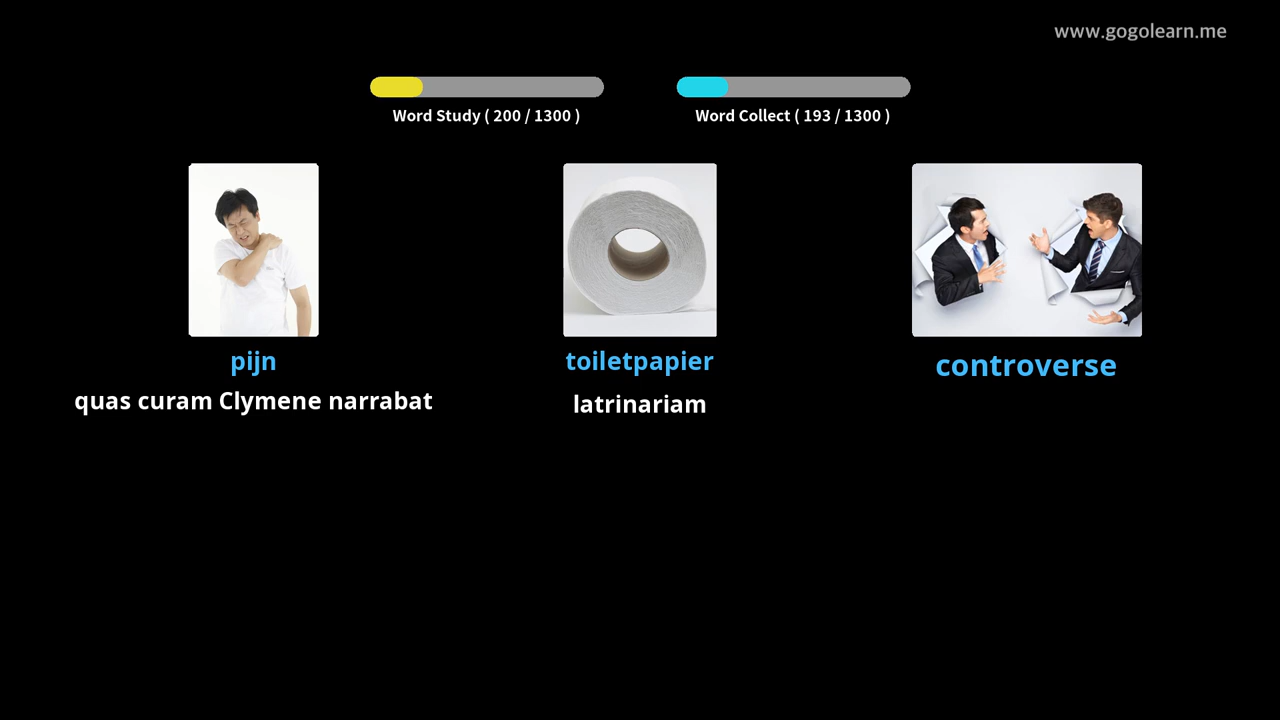 www.gogolearn.me
Word Study ( 200 / 1300 )
Word Collect ( 193 / 1300 )
pijn
toiletpapier
controverse
quas curam Clymene narrabat
latrinariam